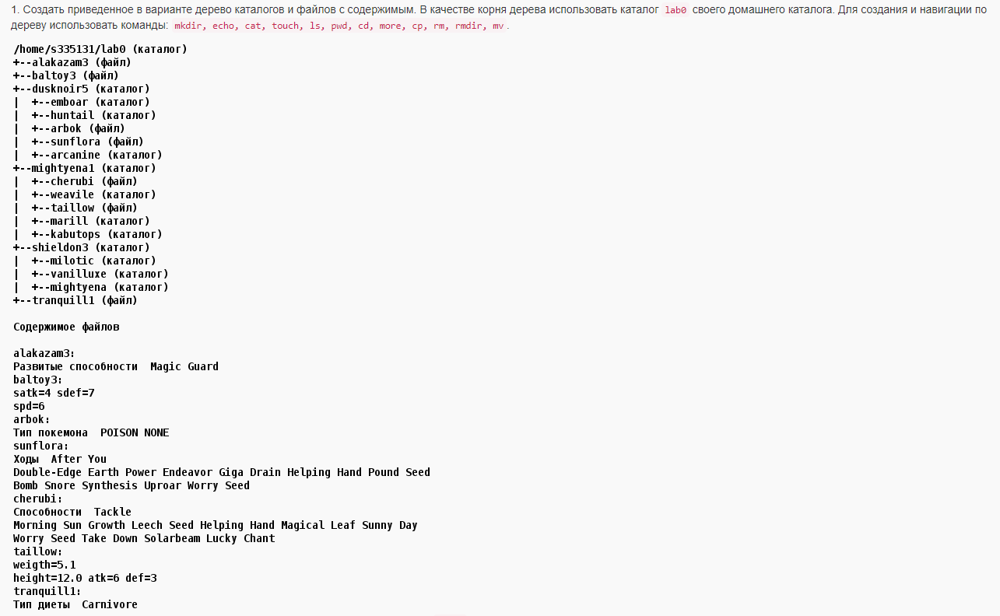 1. Создать приведенное в варианте дерево каталогов и файлов с содержимым. В качестве корня дерева использовать каталог lab0 своего домашнего каталога. Для создания и навигации по
дереву использовать команды: mkdir, echo, cat, touch, ls, pwd, cd, more, cp, rm, rmdir, mv.
/home/s335131/lab0 (каталог)
+--alakazam3 (файл)
+--baltoy3 (файл)
+--dusknoir5 (каталог)
|  +--emboar (каталог)
|  +--huntail (каталог)
|  +--arbok (файл)
|  +--sunflora (файл)
|  +--arcanine (каталог)
+--mightyena1 (каталог)
|  +--cherubi (файл)
|  +--weavile (каталог)
|  +--taillow (файл)
|  +--marill (каталог)
|  +--kabutops (каталог)
+--shieldon3 (каталог)
|  +--milotic (каталог)
|  +--vanilluxe (каталог)
|  +--mightyena (каталог)
+--tranquill1 (файл)
Содержимое файлов
alakazam3:
Развитые способности  Magic Guard
baltoy3:
satk=4 sdef=7
spd=6
arbok:
Тип покемона  POISON NONE
sunflora:
Ходы  After You
Double-Edge Earth Power Endeavor Giga Drain Helping Hand Pound Seed
Bomb Snore Synthesis Uproar Worry Seed
cherubi:
Способности  Tackle
Morning Sun Growth Leech Seed Helping Hand Magical Leaf Sunny Day
Worry Seed Take Down Solarbeam Lucky Chant
taillow:
weigth=5.1
height=12.0 atk=6 def=3
tranquill1:
Тип диеты  Carnivore